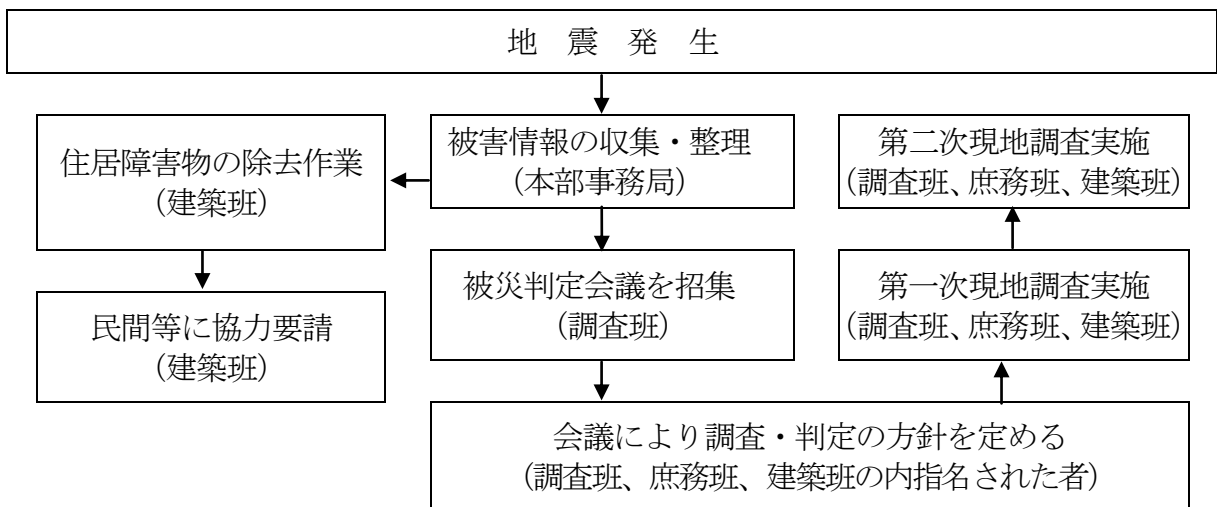 地 震 発 生
住居障害物の除去作業
(建築班)
民間等に協力要請
(建築班)
被害情報の収集・整理
(本部事務局)
被災判定会議を招集
(調査班)
会議により調査・判定の方針を定める
(調査班、庶務班、建築班の内指名された者)
第一次現地調査実施
(調査班、庶務班、建築班)
第二次現地調査実施
(調査班、庶務班、建築班)